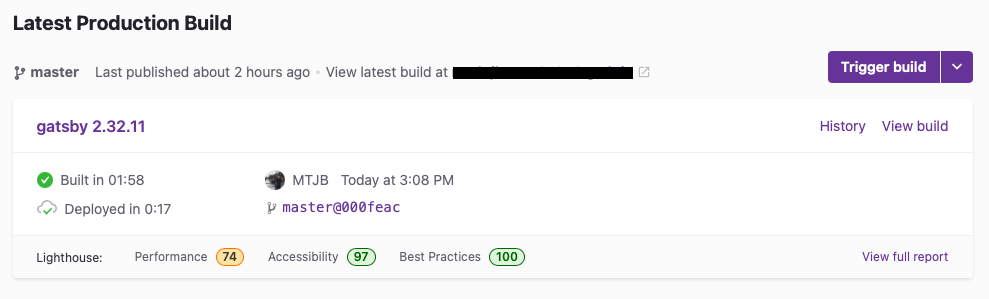 Latest Production Build
master Last published about 2 hours ago • View latest build at
Trigger build
gatsby 2.32.11
History View build
Built in 01:58 MTJB Today at 3:08 PM
Deployed in 0:17 master@000feac
Lighthouse: Performance 74 Accessibility 97 Best Practices 100 View full report